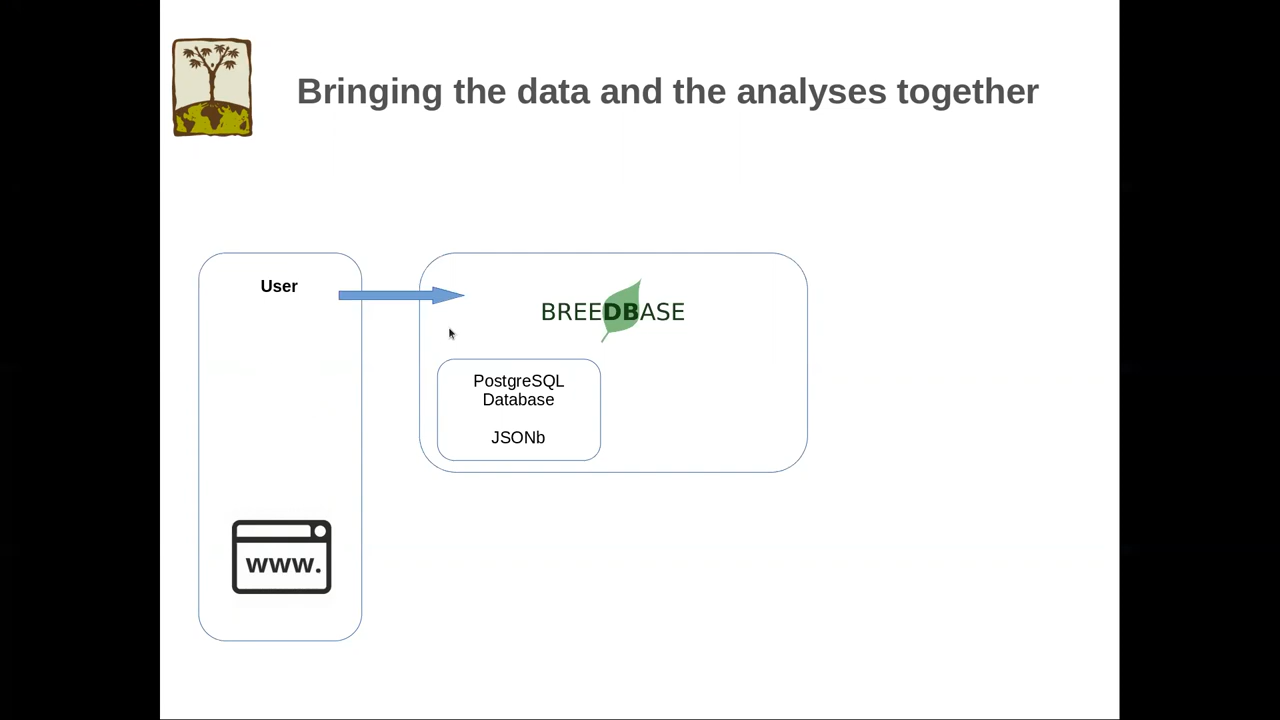 Bringing the data and the analyses together
User
BREEDBASE
PostgreSQL
Database
JSONb
www.